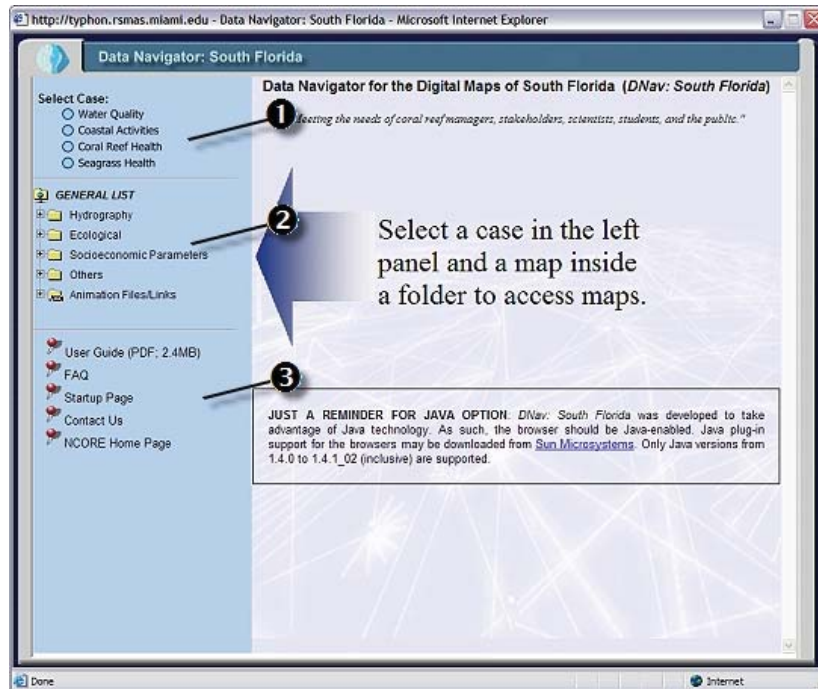 http://typhon.rsmas.miami.edu - Data Navigator: South Florida - Microsoft Internet Explorer
Data Navigator: South Florida
Select Case:
Water Quality
Coastal Activities
Coral Reef Health
Seagrass Health
1
GENERAL LIST
Hydrography
Ecological
Socioeconomic Parameters
Others
Animation Files/Links
2
User Guide (PDF; 2.4MB)
FAQ
Startup Page
Contact Us
NCORE Home Page
3
Data Navigator for the Digital Maps of South Florida (DNav: South Florida)
eeting the needs of coral reef managers, stakeholders, scientists, students, and the public."
Select a case in the left
panel and a map inside
a folder to access maps.
JUST A REMINDER FOR JAVA OPTION: DNav: South Florida was developed to take
advantage of Java technology. As such, the browser should be Java-enabled. Java plug-in
support for the browsers may be downloaded from Sun Microsystems. Only Java versions from
1.4.0 to 1.4.1_02 (inclusive) are supported.
Done
Internet